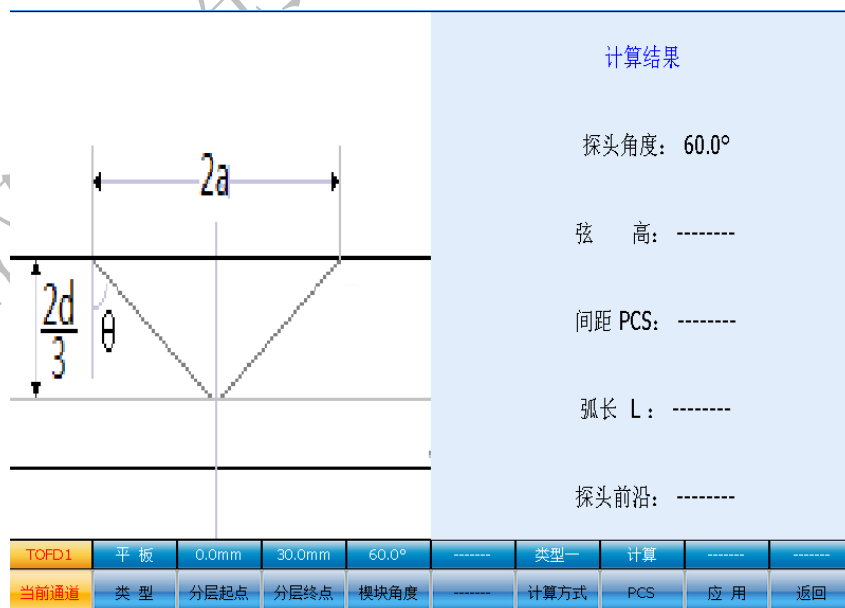 计算结果
2a
探头角度: 60.0°
弦 高: --------
2d
3
θ
间距 PCS: --------
弧长 L: --------
探头前沿: --------
TOFD1 平 板 0.0mm 30.0mm 60.0° ------- 类型一 计算 ------- -------
当前通道 类 型 分层起点 分层终点 楔块角度 ------- 计算方式 PCS 应 用 返回